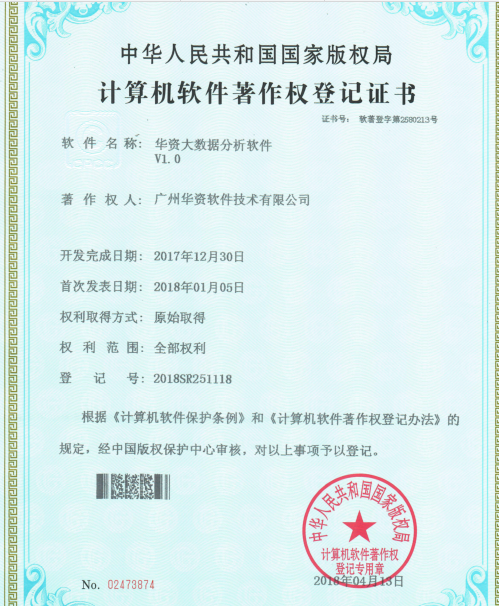 中华人民共和国国家版权局
计算机软件著作权登记证书
证书号： 软著登字第2580213号
软件名称： 华资大数据分析软件
V1.0
著作权人： 广州华资软件技术有限公司
开发完成日期： 2017年12月30日
首次发表日期： 2018年01月05日
权利取得方式： 原始取得
权利范围： 全部权利
登记号： 2018SR251118
根据《计算机软件保护条例》和《计算机软件著作权登记办法》的
规定，经中国版权保护中心审核，对以上事项予以登记。
中华人民共和国国家版权局
计算机软件著作权
登记专用章
2018年04月13日
No. 02473874